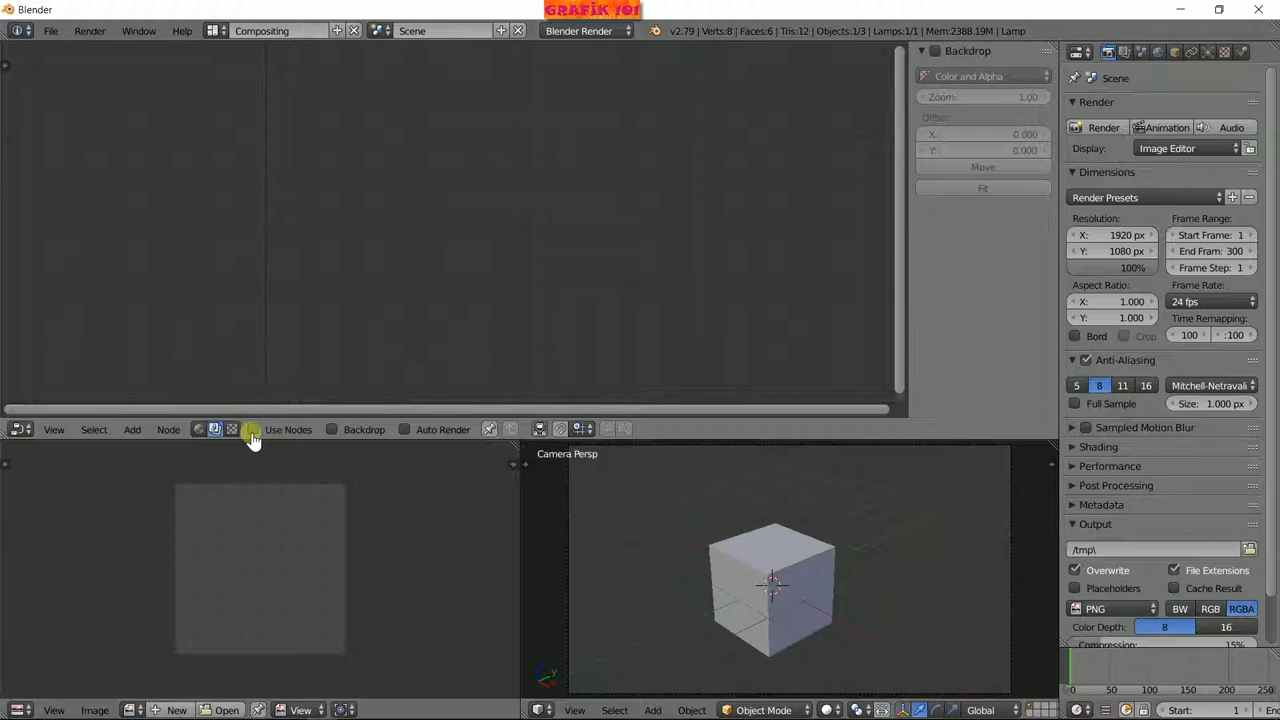 Blender
GRAFİK 101
File Render Window Help Compositing Scene Blender Render v2.79 | Verts:8 | Faces:6 | Tris:12 | Objects:1/3 | Lamps:1/1 | Mem:2388.19M | Lamp
Backdrop
Color and Alpha
Zoom: 1.00
Offset:
X: 0.000
Y: 0.000
Move
Fit
Scene
Render
Render Animation Audio
Display: Image Editor
Dimensions
Render Presets
Resolution: Frame Range:
X: 1920 px Start Frame: 1
Y: 1080 px End Fram: 300
100% Frame Step: 1
Aspect Ratio: Frame Rate:
X: 1.000 24 fps
Y: 1.000 Time Remapping:
Bord Crop 100 :100
Anti-Aliasing
5 8 11 16 Mitchell-Netravali
Full Sample Size: 1.000 px
Sampled Motion Blur
Shading
Performance
Post Processing
Metadata
Output
/tmp\
Overwrite File Extensions
Placeholders Cache Result
PNG BW RGB RGBA
Color Depth: 8 16
Compression: 15%
View Select Add Node Use Nodes Backdrop Auto Render
Camera Persp
View Image New Open View
View Select Add Object Object Mode Global
0 50 100 150 200 250
Start: 1